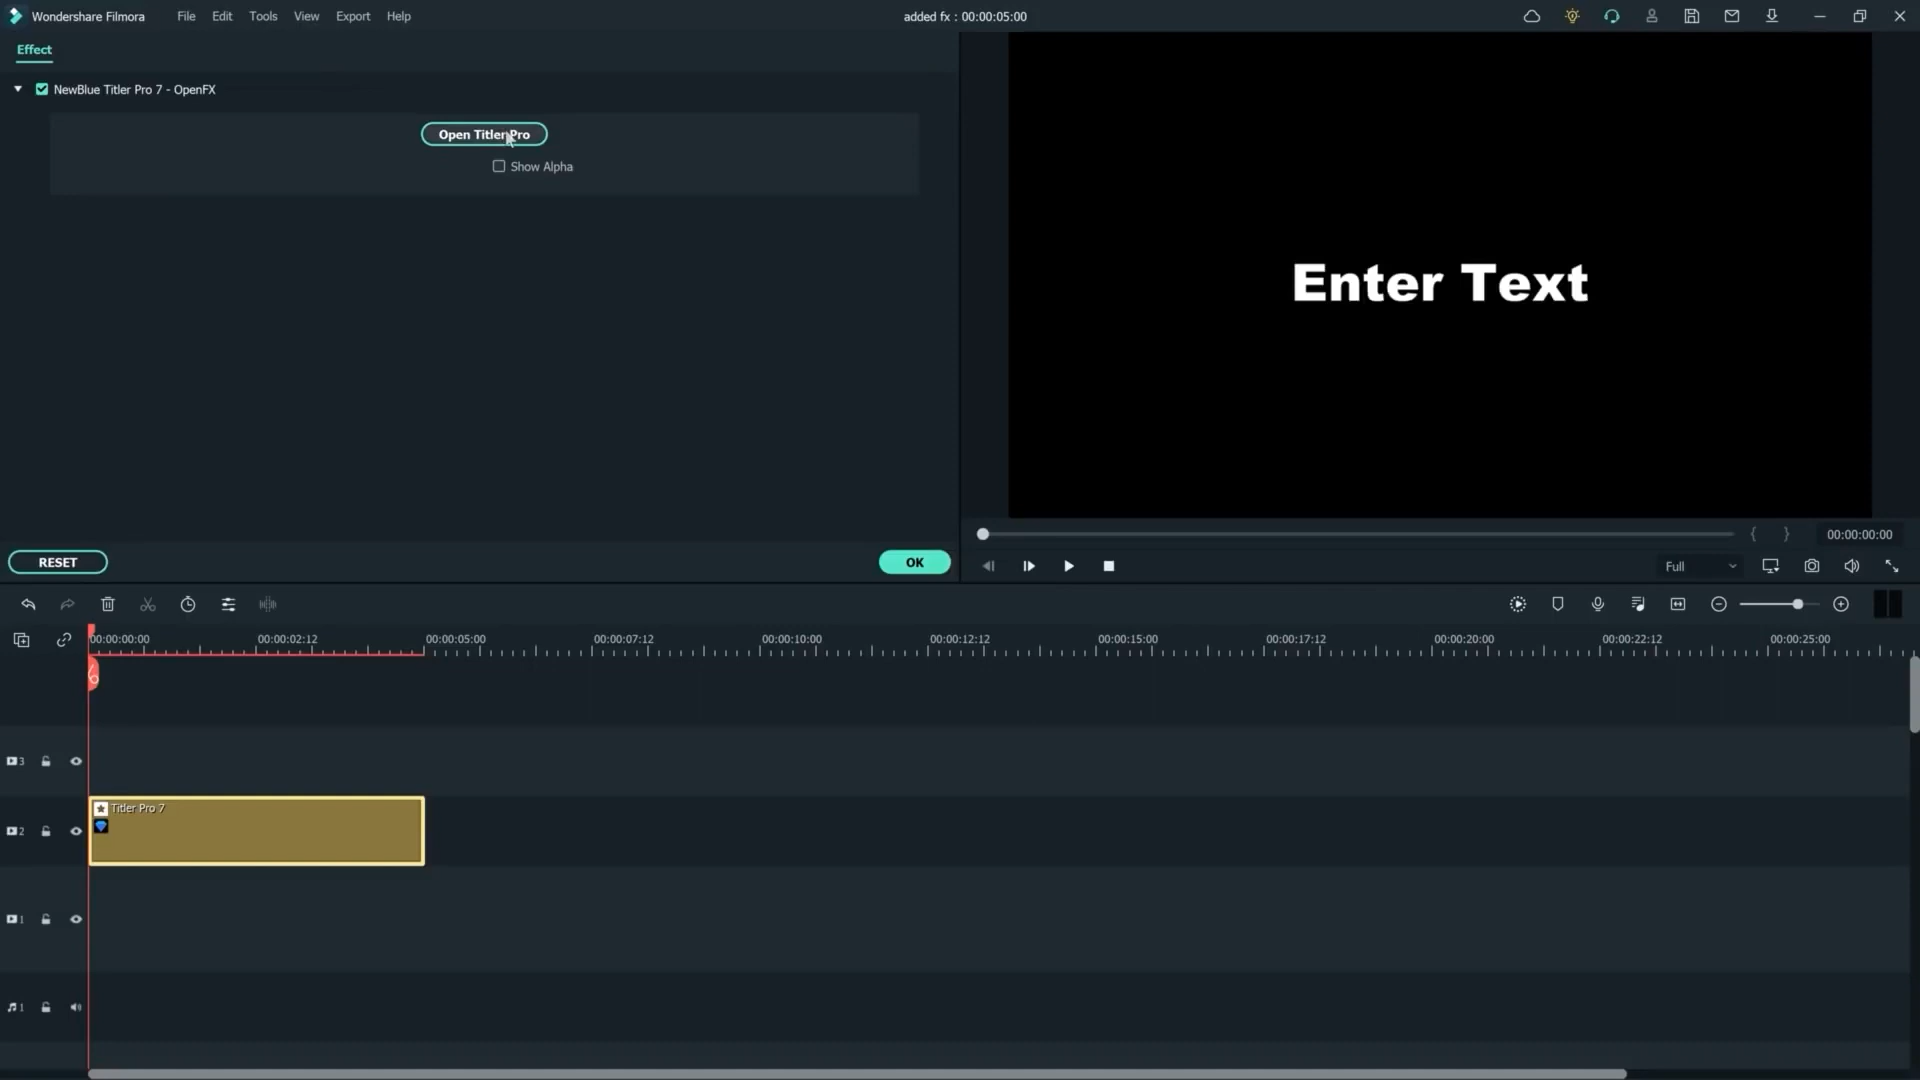 Wondershare Filmora File Edit Tools View Export Help added fx : 00:00:05:00
Effect
NewBlue Titler Pro 7 - OpenFX
Open Titler Pro
Show Alpha
Enter Text
00:00:00:00
RESET OK
Full
00:00:00:00 00:00:02:12 00:00:05:00 00:00:07:12 00:00:10:00 00:00:12:12 00:00:15:00 00:00:17:12 00:00:20:00 00:00:22:12 00:00:25:00
3
Titler Pro 7
2
1
1